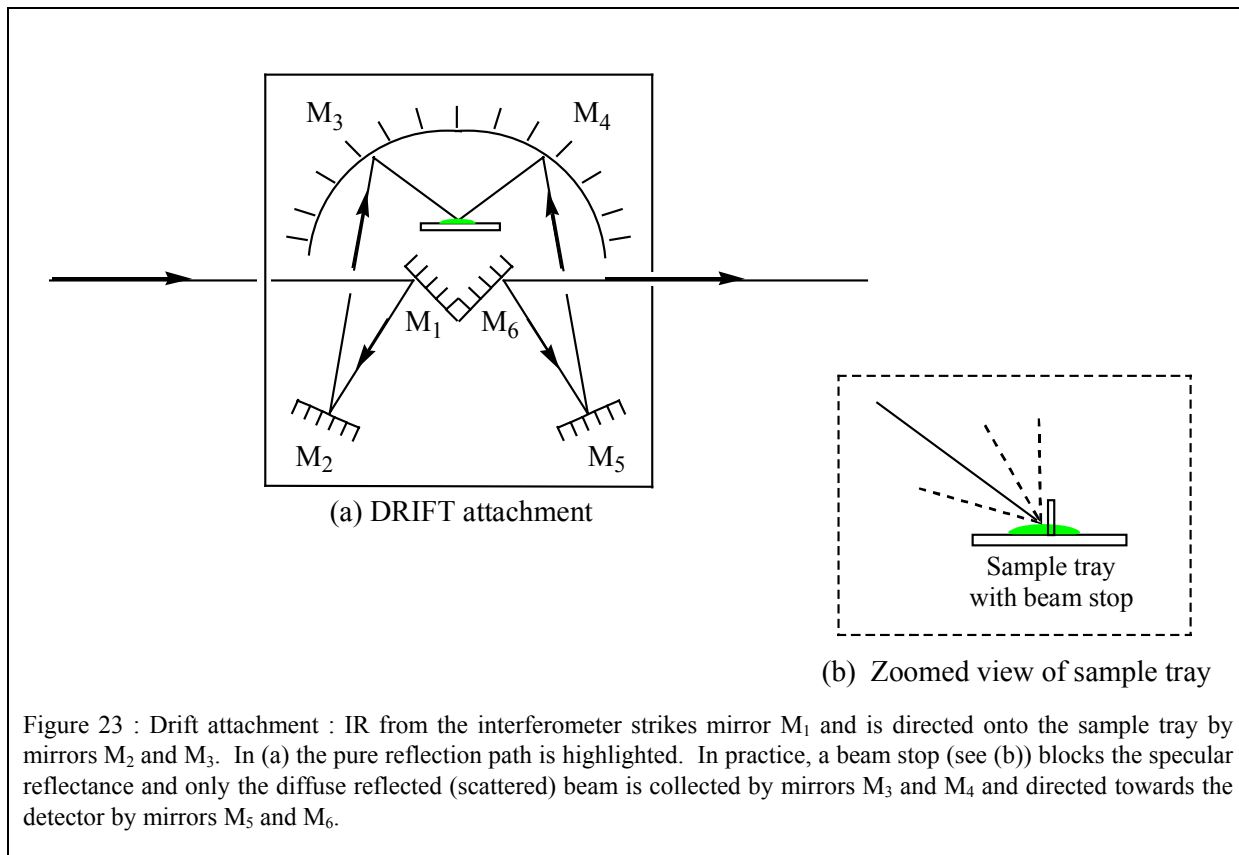 M₃
M₄
M₁
M₆
M₂
M₅
(a) DRIFT attachment
Sample tray
with beam stop
(b) Zoomed view of sample tray
Figure 23 : Drift attachment : IR from the interferometer strikes mirror M₁ and is directed onto the sample tray by
mirrors M₂ and M₃. In (a) the pure reflection path is highlighted. In practice, a beam stop (see (b)) blocks the specular
reflectance and only the diffuse reflected (scattered) beam is collected by mirrors M₃ and M₄ and directed towards the
detector by mirrors M₅ and M₆.